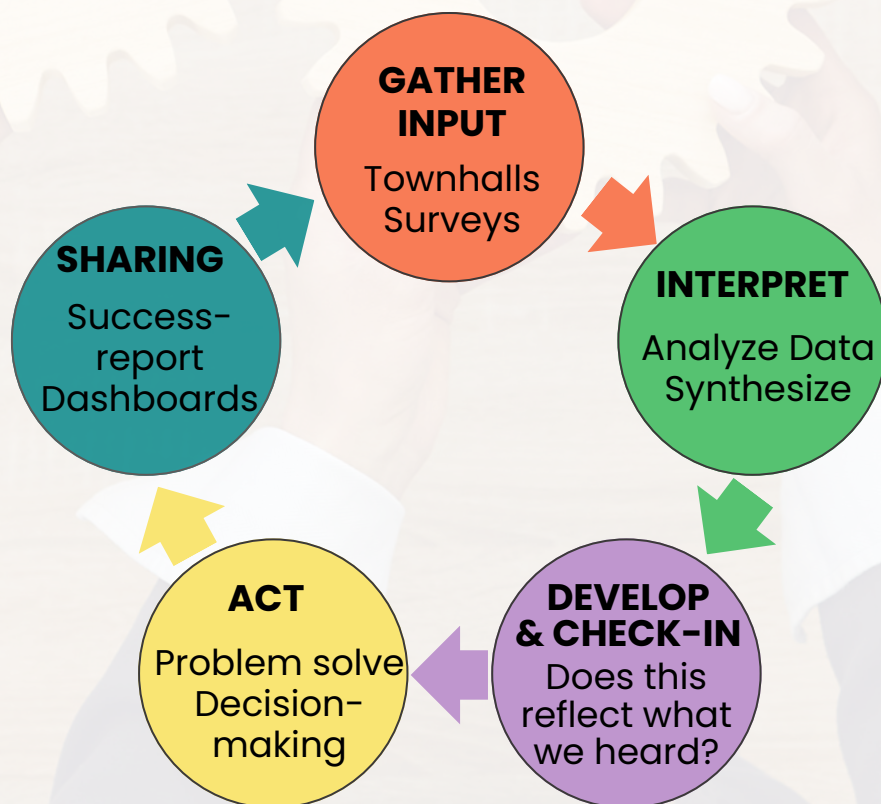 GATHER
INPUT
Townhalls
Surveys
INTERPRET
Analyze Data
Synthesize
DEVELOP
& CHECK-IN
Does this
reflect what
we heard?
ACT
Problem solve
Decision-
making
SHARING
Success-
report
Dashboards